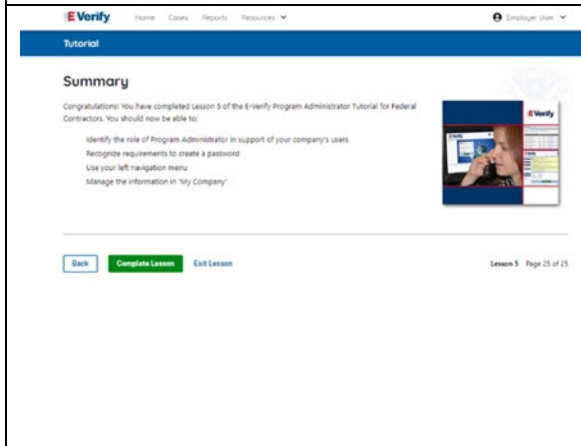 E Verify Home Cases Reports Resources Employer User
Tutorial
Summary
Congratulations! You have completed Lesson 5 of the E-Verify Program Administrator Tutorial for Federal
Contractors. You should now be able to:
Identify the role of Program Administrator in support of your company's users
Recognize requirements to create a password
Use your left navigation menu
Manage the information in 'My Company'
E Verify
Back Complete Lesson Exit Lesson Lesson 5 Page 25 of 25